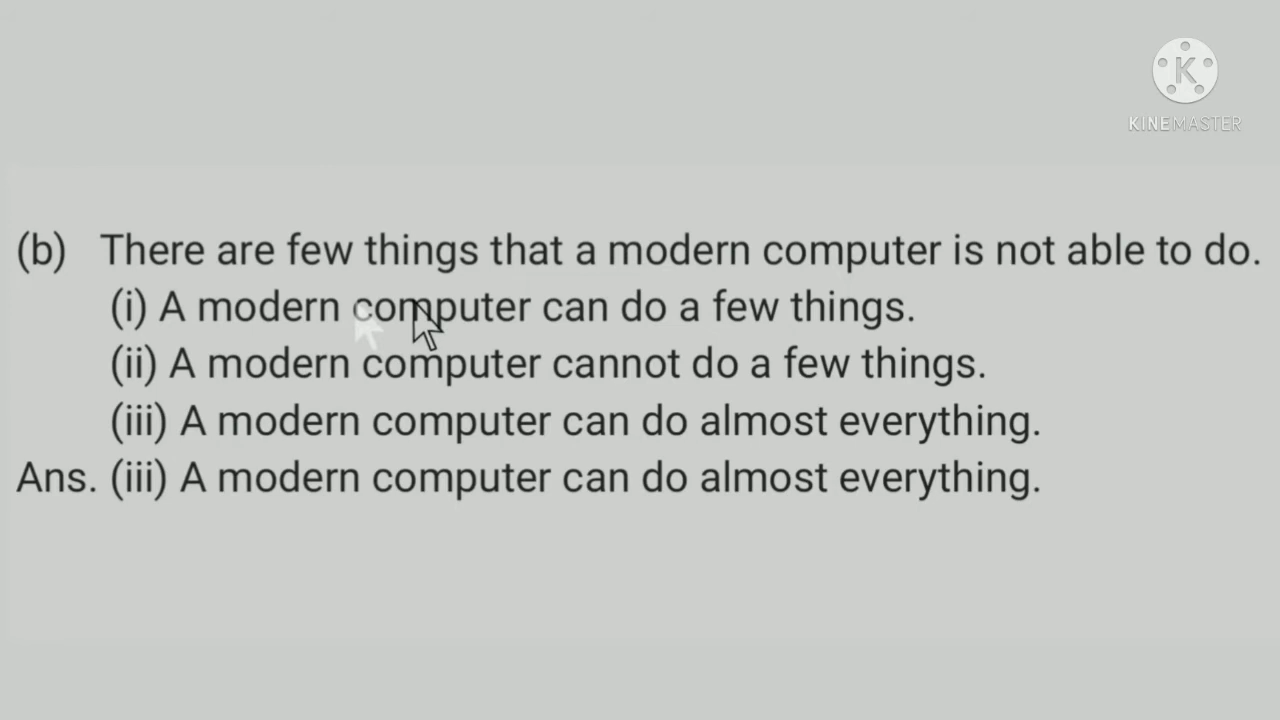 KINEMASTER
(b) There are few things that a modern computer is not able to do.
(i) A modern computer can do a few things.
(ii) A modern computer cannot do a few things.
(iii) A modern computer can do almost everything.
Ans. (iii) A modern computer can do almost everything.